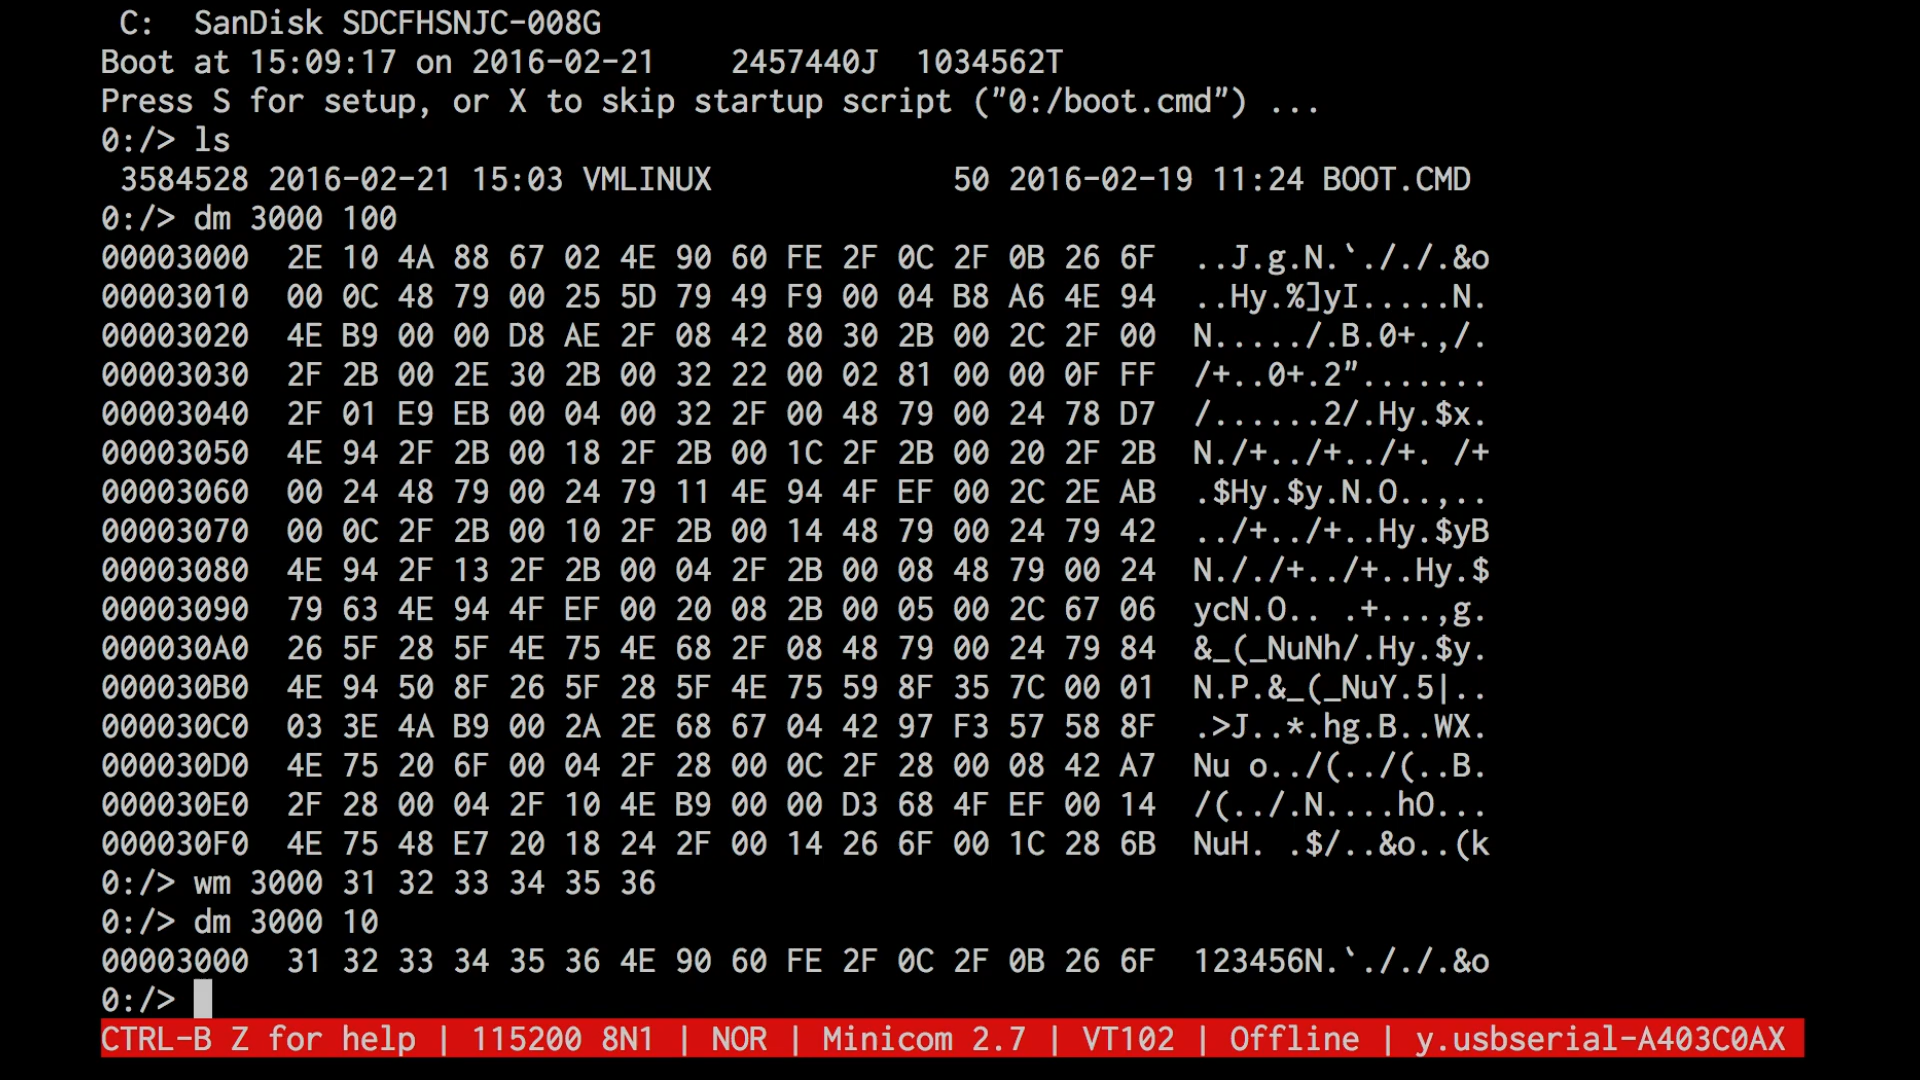 C:  SanDisk SDCFHSNJC-008G
Boot at 15:09:17 on 2016-02-21    2457440J  1034562T
Press S for setup, or X to skip startup script ("0:/boot.cmd") ...
0:/> ls
 3584528 2016-02-21 15:03 VMLINUX             50 2016-02-19 11:24 BOOT.CMD
0:/> dm 3000 100
00003000  2E 10 4A 88 67 02 4E 90 60 FE 2F 0C 2F 0B 26 6F  ..J.g.N.`././.&o
00003010  00 0C 48 79 00 25 5D 79 49 F9 00 04 B8 A6 4E 94  ..Hy.%]yI.....N.
00003020  4E B9 00 00 D8 AE 2F 08 42 80 30 2B 00 2C 2F 00  N...../.B.0+.,/.
00003030  2F 2B 00 2E 30 2B 00 32 22 00 02 81 00 00 0F FF  /+..0+.2".......
00003040  2F 01 E9 EB 00 04 00 32 2F 00 48 79 00 24 78 D7  /......2/.Hy.$x.
00003050  4E 94 2F 2B 00 18 2F 2B 00 1C 2F 2B 00 20 2F 2B  N./+../+../+. /+
00003060  00 24 48 79 00 24 79 11 4E 94 4F EF 00 2C 2E AB  .$Hy.$y.N.O..,..
00003070  00 0C 2F 2B 00 10 2F 2B 00 14 48 79 00 24 79 42  ../+../+..Hy.$yB
00003080  4E 94 2F 13 2F 2B 00 04 2F 2B 00 08 48 79 00 24  N././+../+..Hy.$
00003090  79 63 4E 94 4F EF 00 20 08 2B 00 05 00 2C 67 06  ycN.O.. .+...,g.
000030A0  26 5F 28 5F 4E 75 4E 68 2F 08 48 79 00 24 79 84  &_(_NuNh/.Hy.$y.
000030B0  4E 94 50 8F 26 5F 28 5F 4E 75 59 8F 35 7C 00 01  N.P.&_(_NuY.5|..
000030C0  03 3E 4A B9 00 2A 2E 68 67 04 42 97 F3 57 58 8F  .>J..*.hg.B..WX.
000030D0  4E 75 20 6F 00 04 2F 28 00 0C 2F 28 00 08 42 A7  Nu o../(../(..B.
000030E0  2F 28 00 04 2F 10 4E B9 00 00 D3 68 4F EF 00 14  /(../.N....hO...
000030F0  4E 75 48 E7 20 18 24 2F 00 14 26 6F 00 1C 28 6B  NuH. .$/..&o..(k
0:/> wm 3000 31 32 33 34 35 36
0:/> dm 3000 10
00003000  31 32 33 34 35 36 4E 90 60 FE 2F 0C 2F 0B 26 6F  123456N.`././.&o
0:/>
CTRL-B Z for help | 115200 8N1 | NOR | Minicom 2.7 | VT102 | Offline | y.usbserial-A403C0AX